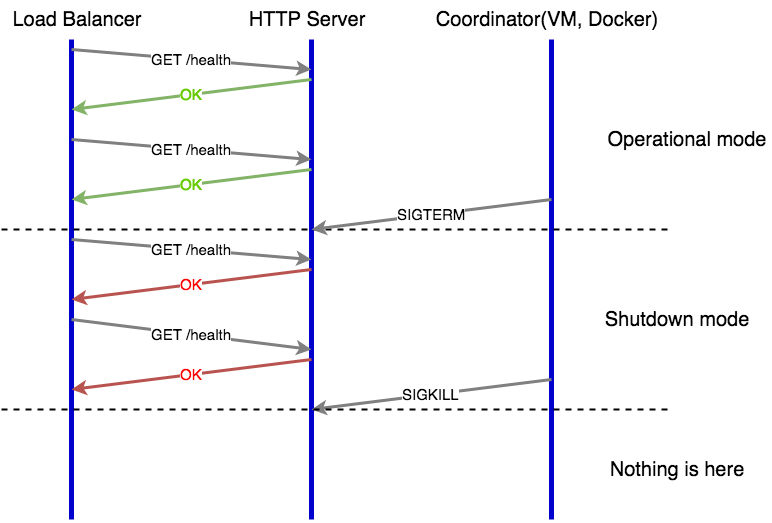 Load Balancer
HTTP Server
Coordinator(VM, Docker)
GET /health
OK
Operational mode
GET /health
OK
SIGTERM
GET /health
OK
Shutdown mode
GET /health
OK
SIGKILL
Nothing is here